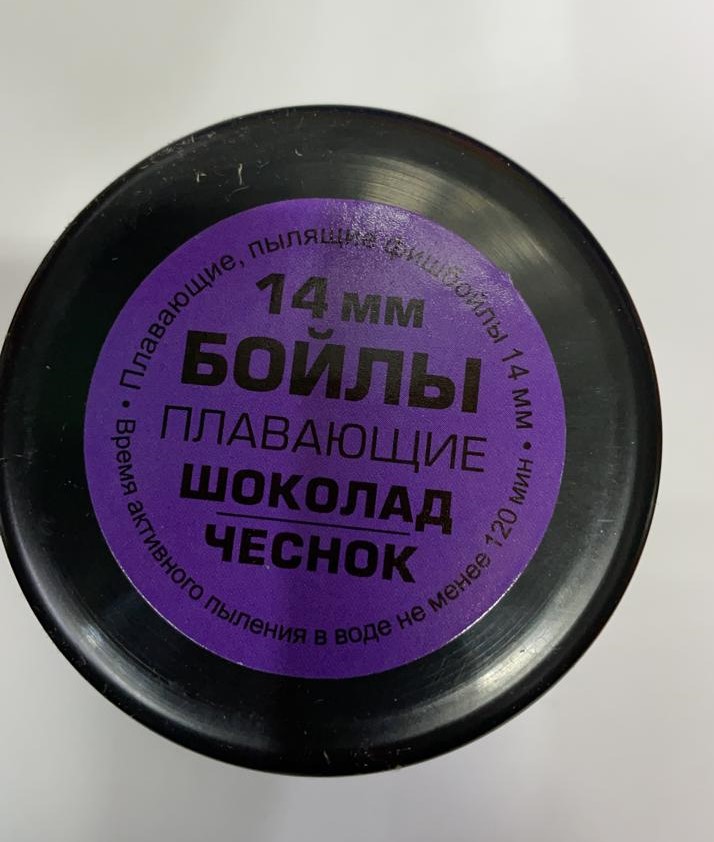 • Плавающие, пылящие фишбойлы 14 мм •
14 мм
БОЙЛЫ
ПЛАВАЮЩИЕ
ШОКОЛАД
ЧЕСНОК
Время активного пыления в воде не менее 120 мин